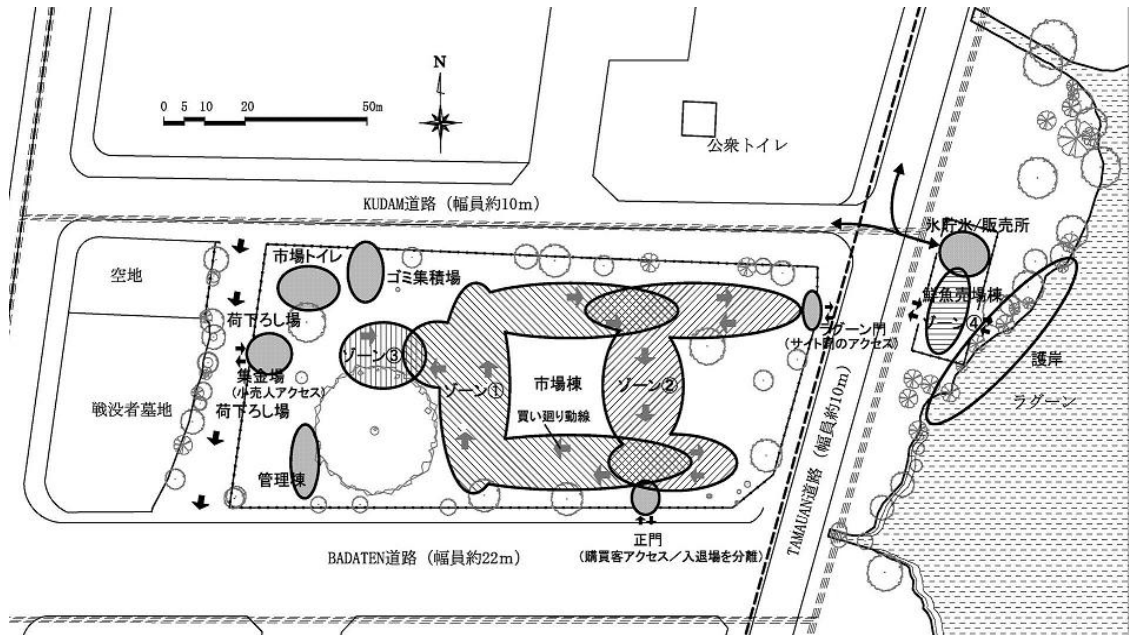 N
0 5 10 20 50m
公衆トイレ
KUDAM道路（幅員約10m）
氷貯氷/販売所
空地
市場トイレ
ゴミ集積場
鮮魚売場棟
ゾーン④
荷下ろし場
ラグーン門
（サイト割のアクセス）
護岸
ゾーン③
集金場
（小売人アクセス）
ゾーン①
市場棟
ゾーン②
ラグーン
戦没者墓地
荷下ろし場
買い廻り動線
管理棟
TAMAUAN道路（幅員約10m）
正門
（購買客アクセス／入退場を分離）
BADATEN道路（幅員約22m）